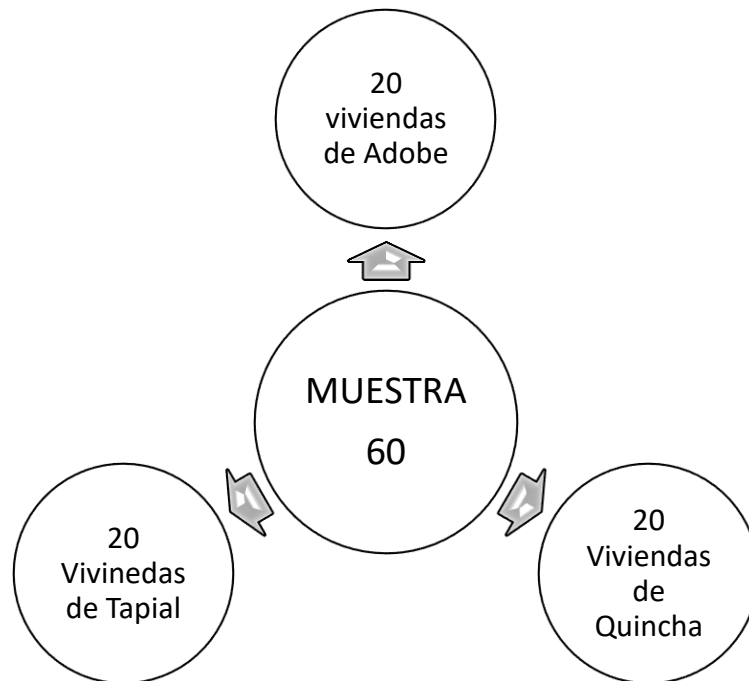 20
viviendas
de Adobe
MUESTRA
60
20
Vivinedas
de Tapial
20
Viviendas
de
Quincha